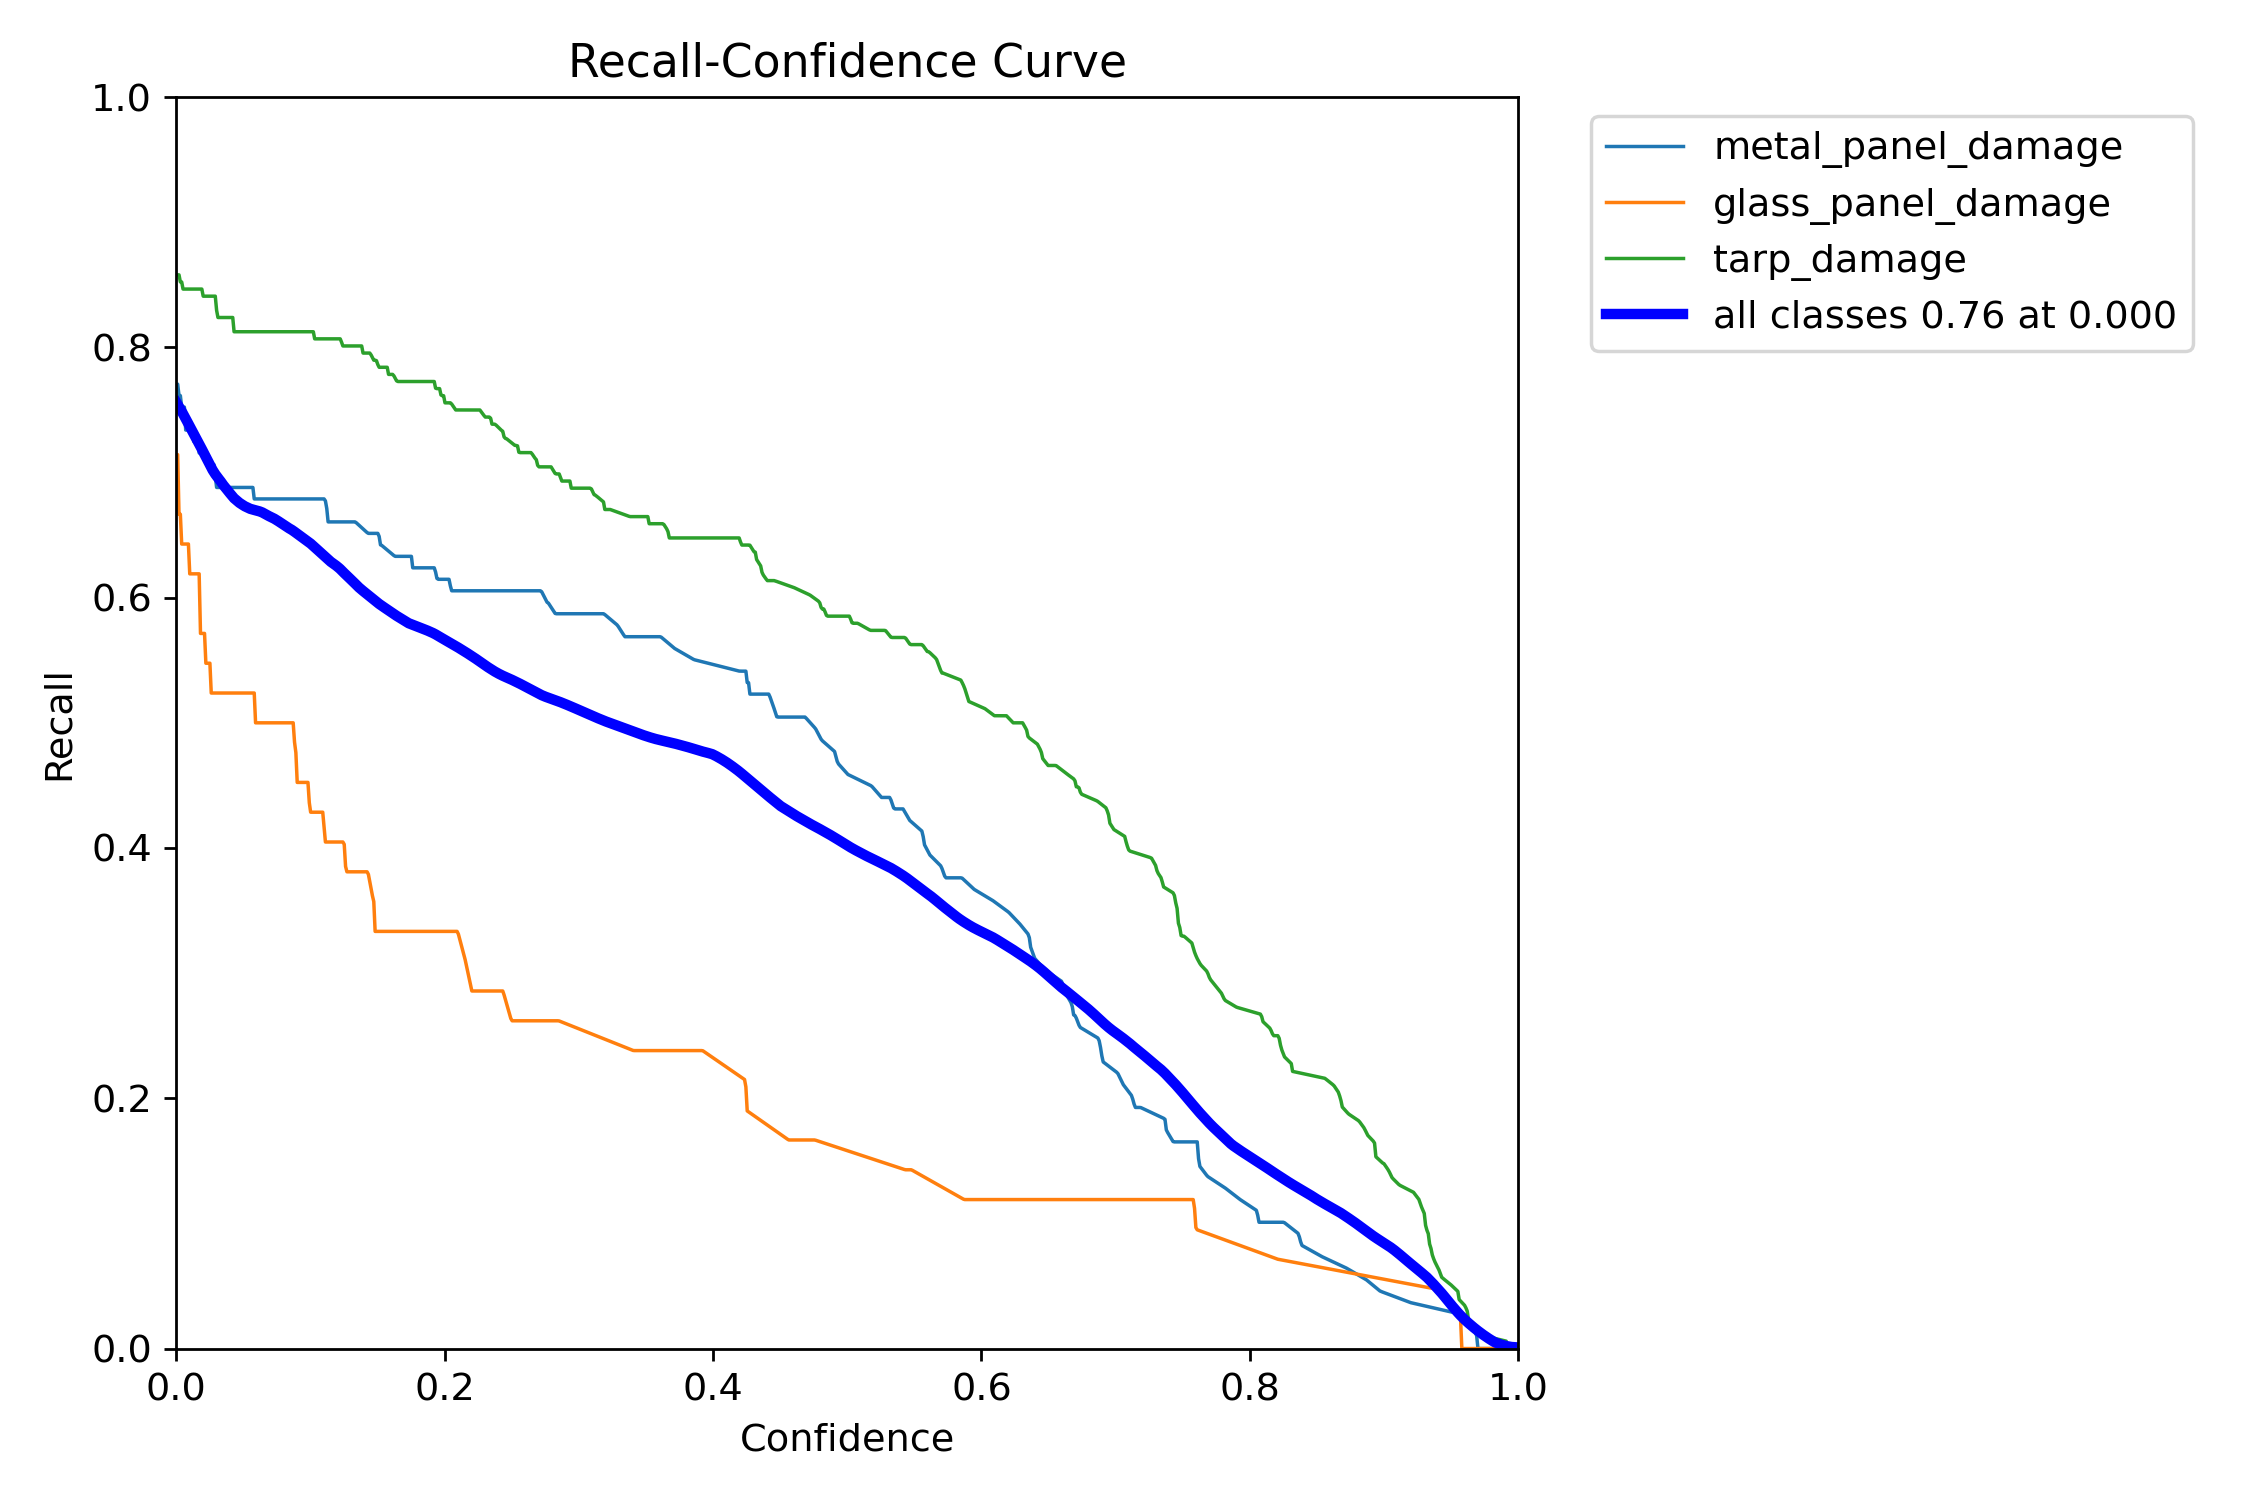 Recall-Confidence Curve
metal_panel_damage
glass_panel_damage
tarp_damage
all classes 0.76 at 0.000
Recall
1.0
0.8
0.6
0.4
0.2
0.0
0.0 0.2 0.4 0.6 0.8 1.0
Confidence